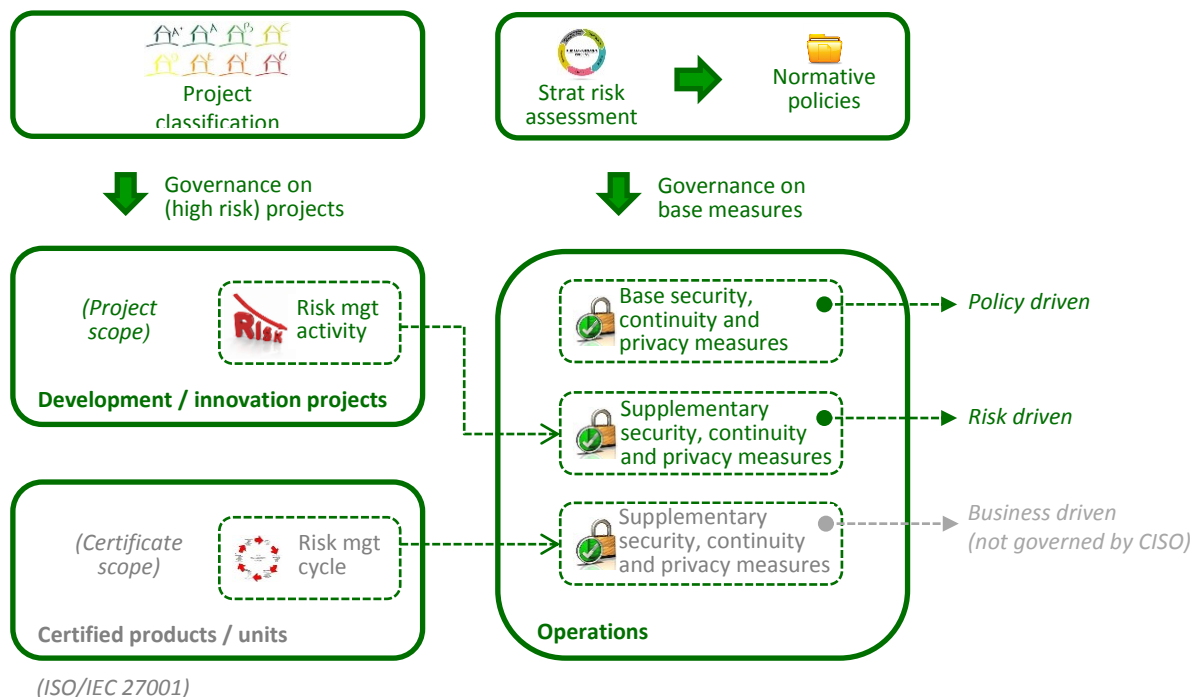 A+ A B C
D E F G
Project
classification
Strat risk
assessment
Normative
policies
Governance on
(high risk) projects
Governance on
base measures
(Project
scope)
RISK
Risk mgt
activity
Development / innovation projects
Base security,
continuity and
privacy measures
Policy driven
Supplementary
security, continuity
and privacy measures
Risk driven
(Certificate
scope)
Risk mgt
cycle
Certified products / units
Supplementary
security, continuity
and privacy measures
Business driven
(not governed by CISO)
Operations
(ISO/IEC 27001)